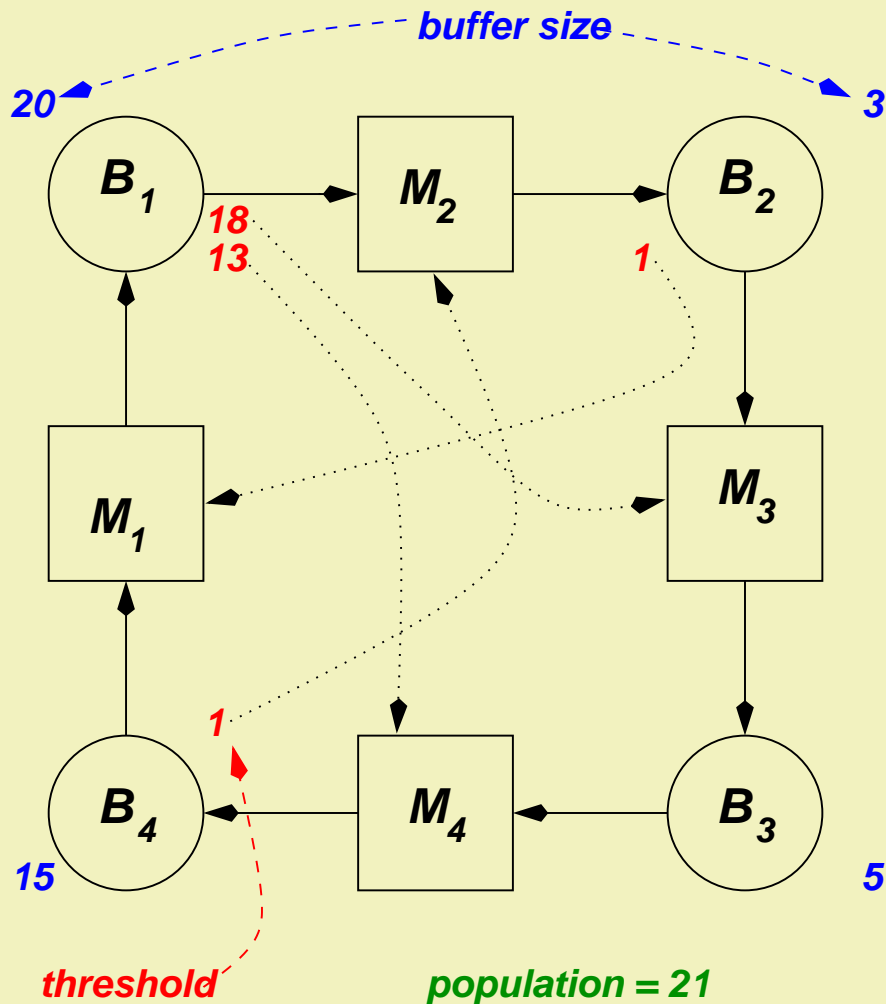 buffer size
20
3
B1
M2
B2
18
13
1
M1
M3
1
B4
M4
B3
15
5
threshold
population = 21